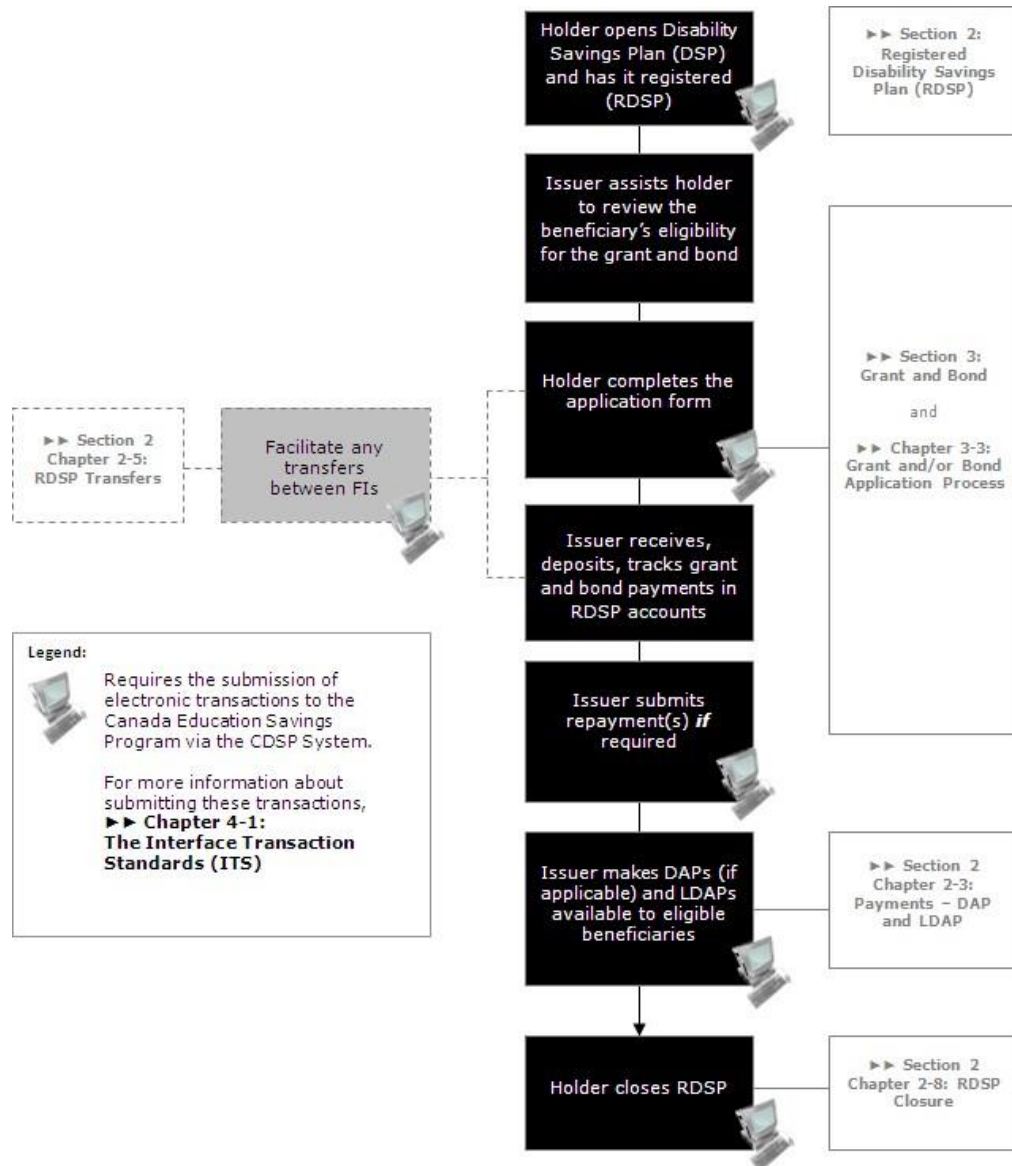 Holder opens Disability
Savings Plan (DSP)
and has it registered
(RDSP)
►► Section 2:
Registered
Disability Savings
Plan (RDSP)
Issuer assists holder
to review the
beneficiary's eligibility
for the grant and bond
Holder completes the
application form
►► Section 3:
Grant and Bond
and
►► Chapter 3-3:
Grant and/or Bond
Application Process
►► Section 2
Chapter 2-5:
RDSP Transfers
Facilitate any
transfers
between FIs
Issuer receives,
deposits, tracks grant
and bond payments in
RDSP accounts
Legend:
Requires the submission of
electronic transactions to the
Canada Education Savings
Program via the CDSP System.
For more information about
submitting these transactions,
►► Chapter 4-1:
The Interface Transaction
Standards (ITS)
Issuer submits
repayment(s) if
required
Issuer makes DAPs (if
applicable) and LDAPs
available to eligible
beneficiaries
►► Section 2
Chapter 2-3:
Payments – DAP
and LDAP
Holder closes RDSP
►► Section 2
Chapter 2-8: RDSP
Closure